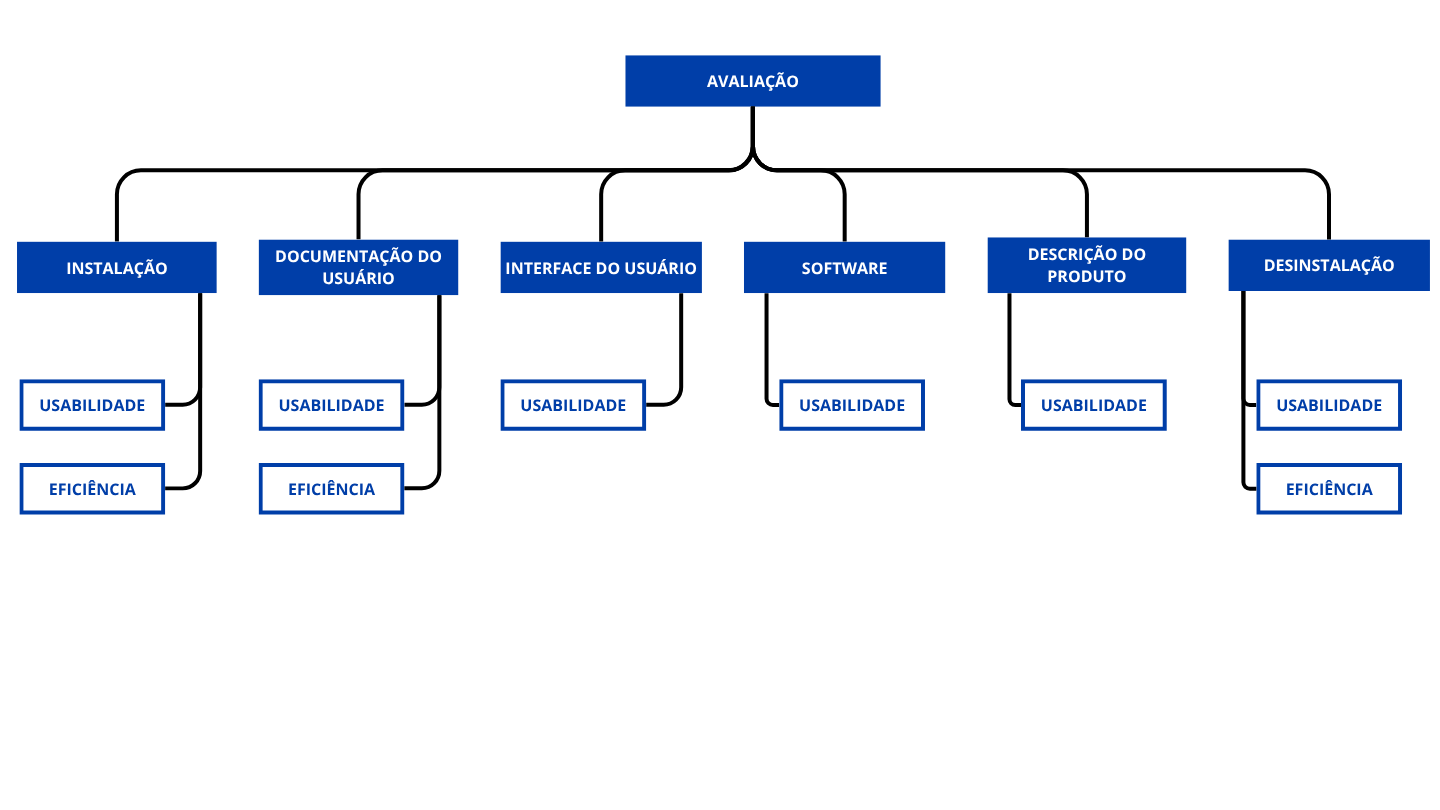 AVALIAÇÃO
INSTALAÇÃO
DOCUMENTAÇÃO DO
USUÁRIO
INTERFACE DO USUÁRIO
SOFTWARE
DESCRIÇÃO DO
PRODUTO
DESINSTALAÇÃO
USABILIDADE
USABILIDADE
USABILIDADE
USABILIDADE
USABILIDADE
USABILIDADE
EFICIÊNCIA
EFICIÊNCIA
EFICIÊNCIA